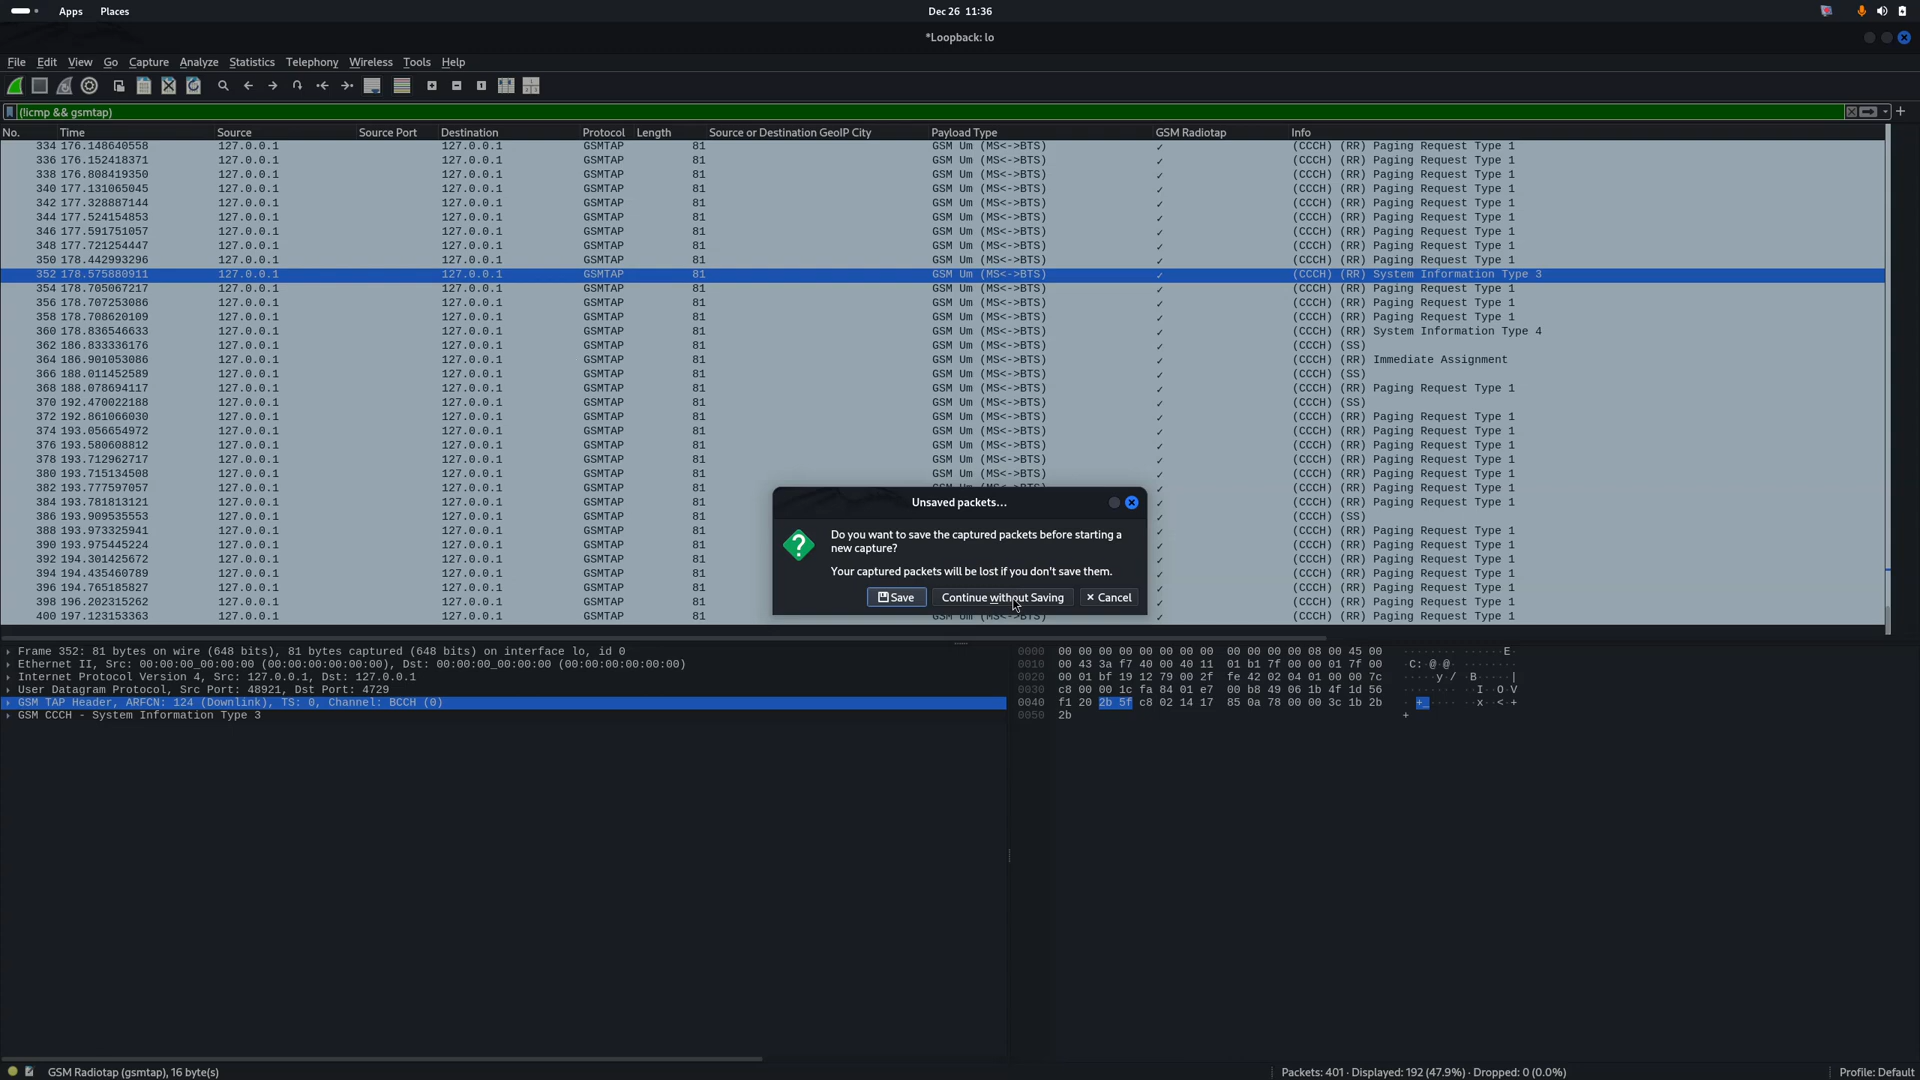 Apps Places Dec 26 11:36
*Loopback: lo
File Edit View Go Capture Analyze Statistics Telephony Wireless Tools Help
(!icmp && gsmtap)
No. Time Source Source Port Destination Protocol Length Source or Destination GeoIP City Payload Type GSM Radiotap Info
334 176.148640558 127.0.0.1 127.0.0.1 GSMTAP 81 GSM Um (MS<->BTS) ✓ (CCCH) (RR) Paging Request Type 1
336 176.152418371 127.0.0.1 127.0.0.1 GSMTAP 81 GSM Um (MS<->BTS) ✓ (CCCH) (RR) Paging Request Type 1
338 176.808419350 127.0.0.1 127.0.0.1 GSMTAP 81 GSM Um (MS<->BTS) ✓ (CCCH) (RR) Paging Request Type 1
340 177.131065045 127.0.0.1 127.0.0.1 GSMTAP 81 GSM Um (MS<->BTS) ✓ (CCCH) (RR) Paging Request Type 1
342 177.328887144 127.0.0.1 127.0.0.1 GSMTAP 81 GSM Um (MS<->BTS) ✓ (CCCH) (RR) Paging Request Type 1
344 177.524154853 127.0.0.1 127.0.0.1 GSMTAP 81 GSM Um (MS<->BTS) ✓ (CCCH) (RR) Paging Request Type 1
346 177.591751057 127.0.0.1 127.0.0.1 GSMTAP 81 GSM Um (MS<->BTS) ✓ (CCCH) (RR) Paging Request Type 1
348 177.721254447 127.0.0.1 127.0.0.1 GSMTAP 81 GSM Um (MS<->BTS) ✓ (CCCH) (RR) Paging Request Type 1
350 178.442993296 127.0.0.1 127.0.0.1 GSMTAP 81 GSM Um (MS<->BTS) ✓ (CCCH) (RR) Paging Request Type 1
352 178.575880911 127.0.0.1 127.0.0.1 GSMTAP 81 GSM Um (MS<->BTS) ✓ (CCCH) (RR) System Information Type 3
354 178.705067217 127.0.0.1 127.0.0.1 GSMTAP 81 GSM Um (MS<->BTS) ✓ (CCCH) (RR) Paging Request Type 1
356 178.707253086 127.0.0.1 127.0.0.1 GSMTAP 81 GSM Um (MS<->BTS) ✓ (CCCH) (RR) Paging Request Type 1
358 178.708620109 127.0.0.1 127.0.0.1 GSMTAP 81 GSM Um (MS<->BTS) ✓ (CCCH) (RR) Paging Request Type 1
360 178.836546633 127.0.0.1 127.0.0.1 GSMTAP 81 GSM Um (MS<->BTS) ✓ (CCCH) (RR) System Information Type 4
362 186.833336176 127.0.0.1 127.0.0.1 GSMTAP 81 GSM Um (MS<->BTS) ✓ (CCCH) (SS)
364 186.901053086 127.0.0.1 127.0.0.1 GSMTAP 81 GSM Um (MS<->BTS) ✓ (CCCH) (RR) Immediate Assignment
366 188.011452589 127.0.0.1 127.0.0.1 GSMTAP 81 GSM Um (MS<->BTS) ✓ (CCCH) (SS)
368 188.078694117 127.0.0.1 127.0.0.1 GSMTAP 81 GSM Um (MS<->BTS) ✓ (CCCH) (RR) Paging Request Type 1
370 192.470022188 127.0.0.1 127.0.0.1 GSMTAP 81 GSM Um (MS<->BTS) ✓ (CCCH) (SS)
372 192.861066030 127.0.0.1 127.0.0.1 GSMTAP 81 GSM Um (MS<->BTS) ✓ (CCCH) (RR) Paging Request Type 1
374 193.056654972 127.0.0.1 127.0.0.1 GSMTAP 81 GSM Um (MS<->BTS) ✓ (CCCH) (RR) Paging Request Type 1
376 193.580608812 127.0.0.1 127.0.0.1 GSMTAP 81 GSM Um (MS<->BTS) ✓ (CCCH) (RR) Paging Request Type 1
378 193.712962717 127.0.0.1 127.0.0.1 GSMTAP 81 GSM Um (MS<->BTS) ✓ (CCCH) (RR) Paging Request Type 1
380 193.715134508 127.0.0.1 127.0.0.1 GSMTAP 81 GSM Um (MS<->BTS) ✓ (CCCH) (RR) Paging Request Type 1
382 193.777597057 127.0.0.1 127.0.0.1 GSMTAP 81 GSM Um (MS<->BTS) ✓ (CCCH) (RR) Paging Request Type 1
384 193.781813121 127.0.0.1 127.0.0.1 GSMTAP 81 ✓ (CCCH) (RR) Paging Request Type 1
386 193.909535553 127.0.0.1 127.0.0.1 GSMTAP 81 ✓ (CCCH) (SS)
388 193.973325941 127.0.0.1 127.0.0.1 GSMTAP 81 ✓ (CCCH) (RR) Paging Request Type 1
390 193.975445224 127.0.0.1 127.0.0.1 GSMTAP 81 ✓ (CCCH) (RR) Paging Request Type 1
392 194.301425672 127.0.0.1 127.0.0.1 GSMTAP 81 ✓ (CCCH) (RR) Paging Request Type 1
394 194.435460789 127.0.0.1 127.0.0.1 GSMTAP 81 ✓ (CCCH) (RR) Paging Request Type 1
396 194.765185827 127.0.0.1 127.0.0.1 GSMTAP 81 ✓ (CCCH) (RR) Paging Request Type 1
398 196.202315262 127.0.0.1 127.0.0.1 GSMTAP 81 ✓ (CCCH) (RR) Paging Request Type 1
400 197.123153363 127.0.0.1 127.0.0.1 GSMTAP 81 GSM Um (MS<->BTS) ✓ (CCCH) (RR) Paging Request Type 1
Unsaved packets...
Do you want to save the captured packets before starting a
new capture?
Your captured packets will be lost if you don't save them.
Save Continue without Saving Cancel
Frame 352: 81 bytes on wire (648 bits), 81 bytes captured (648 bits) on interface lo, id 0
Ethernet II, Src: 00:00:00_00:00:00 (00:00:00:00:00:00), Dst: 00:00:00_00:00:00 (00:00:00:00:00:00)
Internet Protocol Version 4, Src: 127.0.0.1, Dst: 127.0.0.1
User Datagram Protocol, Src Port: 48921, Dst Port: 4729
GSM TAP Header, ARFCN: 124 (Downlink), TS: 0, Channel: BCCH (0)
GSM CCCH - System Information Type 3
0000 00 00 00 00 00 00 00 00 00 00 00 00 08 00 45 00 ········ ······E·
0010 00 43 3a f7 40 00 40 11 01 b1 7f 00 00 01 7f 00 ·C:·@·@· ········
0020 00 01 bf 19 12 79 00 2f fe 42 02 04 01 00 00 7c ·····y·/ ·B·····|
0030 c8 00 00 1c fa 84 01 e7 00 b8 49 06 1b 4f 1d 56 ········ ··I··O·V
0040 f1 20 2b 5f c8 02 14 17 85 0a 78 00 00 3c 1b 2b · +_···· ··x··<·+
0050 2b +
GSM Radiotap (gsmtap), 16 byte(s) Packets: 401 · Displayed: 192 (47.9%) · Dropped: 0 (0.0%) Profile: Default